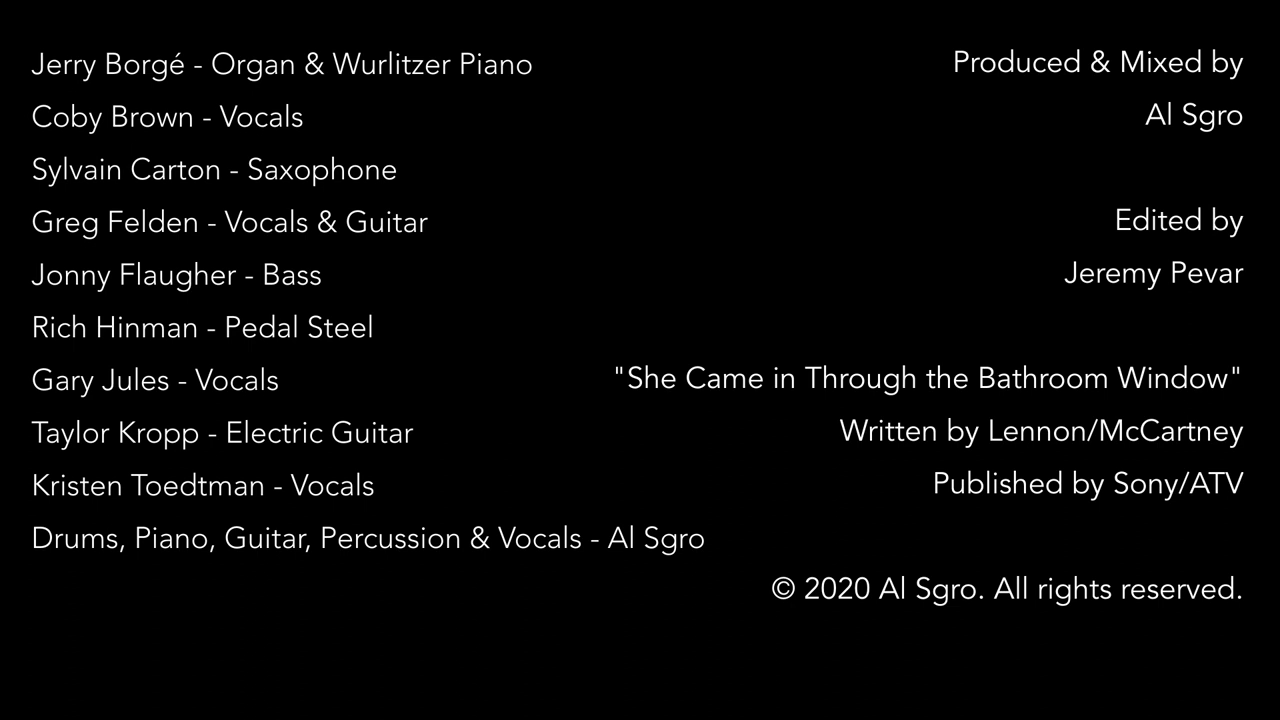 Jerry Borgé - Organ & Wurlitzer Piano
Coby Brown - Vocals
Sylvain Carton - Saxophone
Greg Felden - Vocals & Guitar
Jonny Flaugher - Bass
Rich Hinman - Pedal Steel
Gary Jules - Vocals
Taylor Kropp - Electric Guitar
Kristen Toedtman - Vocals
Drums, Piano, Guitar, Percussion & Vocals - Al Sgro
Produced & Mixed by
Al Sgro
Edited by
Jeremy Pevar
"She Came in Through the Bathroom Window"
Written by Lennon/McCartney
Published by Sony/ATV
© 2020 Al Sgro. All rights reserved.